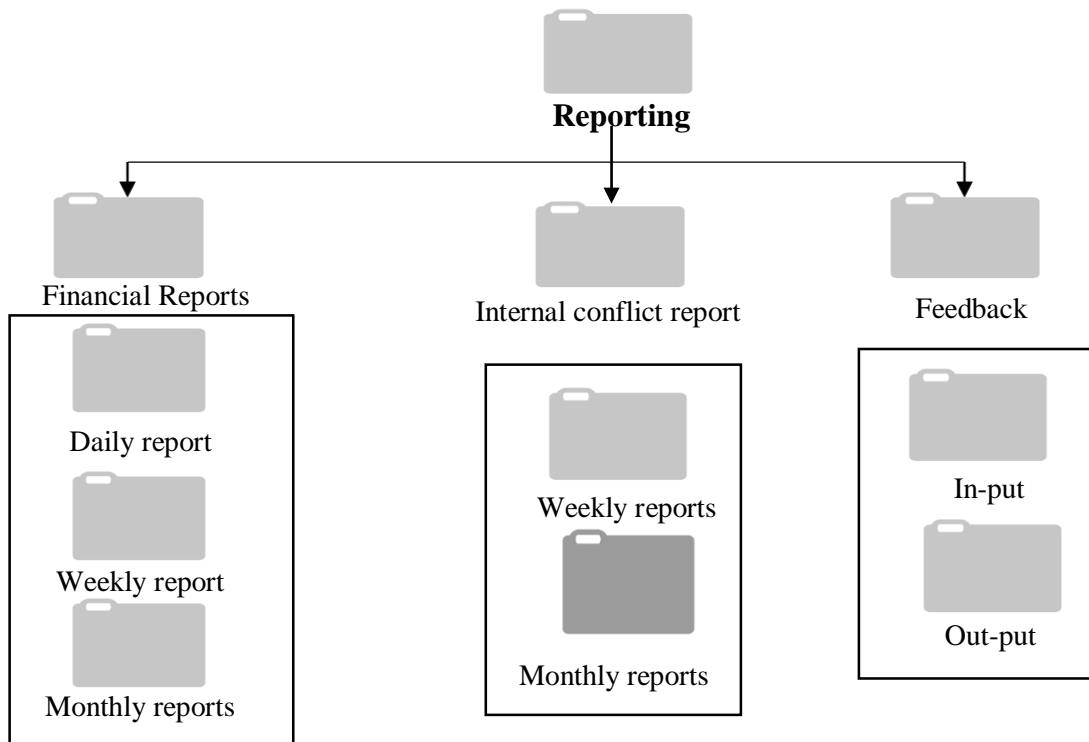 Reporting
Financial Reports
Daily report
Weekly report
Monthly reports
Internal conflict report
Weekly reports
Monthly reports
Feedback
In-put
Out-put